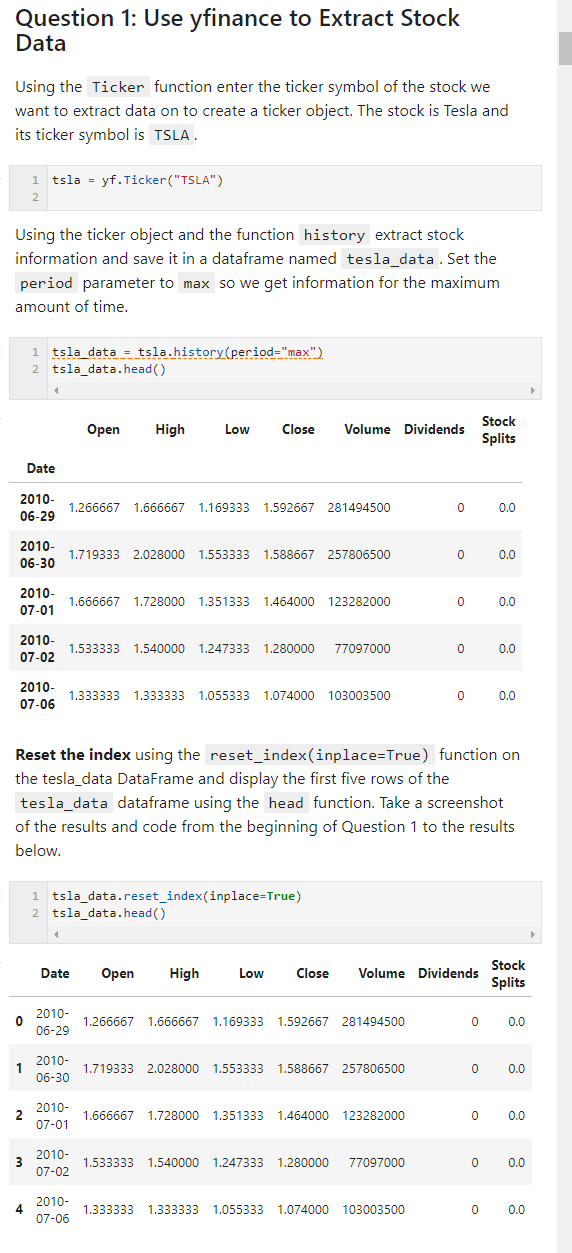 Question 1: Use yfinance to Extract Stock
Data
Using the Ticker function enter the ticker symbol of the stock we
want to extract data on to create a ticker object. The stock is Tesla and
its ticker symbol is TSLA.
1 tsla = yf.Ticker("TSLA")
2
Using the ticker object and the function history extract stock
information and save it in a dataframe named tesla_data. Set the
period parameter to max so we get information for the maximum
amount of time.
1 tsla_data = tsla.history(period="max")
2 tsla_data.head()
Open High Low Close Volume Dividends Stock
Splits
Date
2010-
06-29 1.266667 1.666667 1.169333 1.592667 281494500 0 0.0
2010-
06-30 1.719333 2.028000 1.553333 1.588667 257806500 0 0.0
2010-
07-01 1.666667 1.728000 1.351333 1.464000 123282000 0 0.0
2010-
07-02 1.533333 1.540000 1.247333 1.280000 77097000 0 0.0
2010-
07-06 1.333333 1.333333 1.055333 1.074000 103003500 0 0.0
Reset the index using the reset_index(inplace=True) function on
the tesla_data DataFrame and display the first five rows of the
tesla_data dataframe using the head function. Take a screenshot
of the results and code from the beginning of Question 1 to the results
below.
1 tsla_data.reset_index(inplace=True)
2 tsla_data.head()
Date Open High Low Close Volume Dividends Stock
Splits
0 2010-
06-29 1.266667 1.666667 1.169333 1.592667 281494500 0 0.0
1 2010-
06-30 1.719333 2.028000 1.553333 1.588667 257806500 0 0.0
2 2010-
07-01 1.666667 1.728000 1.351333 1.464000 123282000 0 0.0
3 2010-
07-02 1.533333 1.540000 1.247333 1.280000 77097000 0 0.0
4 2010-
07-06 1.333333 1.333333 1.055333 1.074000 103003500 0 0.0